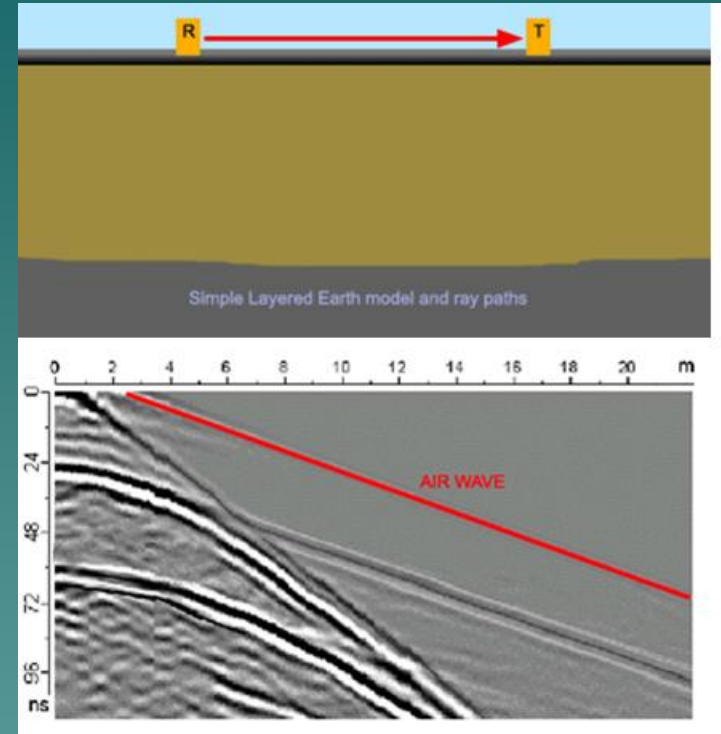 R T
Simple Layered Earth model and ray paths
0 2 4 6 8 10 12 14 16 18 20 m
0
24
AIR WAVE
48
72
96
ns